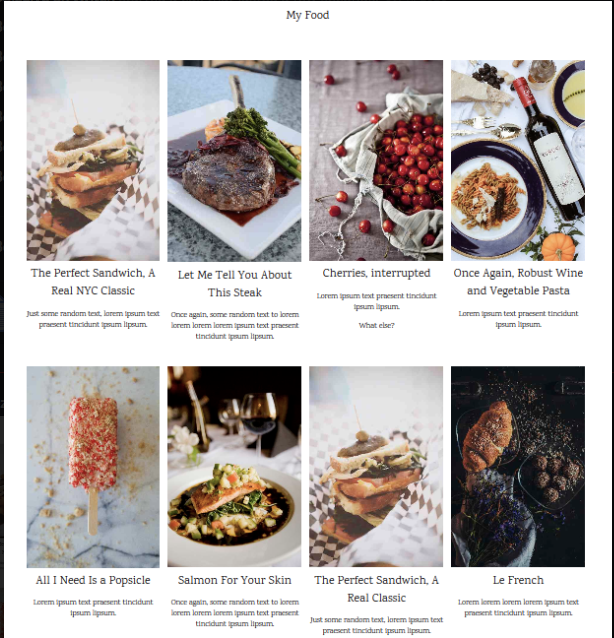 My Food
The Perfect Sandwich, A
Real NYC Classic
Just some random text, lorem ipsum text
praesent tincidunt ipsum lipsum.
Let Me Tell You About
This Steak
Once again, some random text to lorem
lorem lorem lorem ipsum text praesent
tincidunt ipsum lipsum.
Cherries, interrupted
Lorem ipsum text praesent tincidunt
ipsum lipsum.
What else?
Once Again, Robust Wine
and Vegetable Pasta
Lorem ipsum text praesent tincidunt
ipsum lipsum.
All I Need Is a Popsicle
Lorem ipsum text praesent tincidunt
ipsum lipsum.
Salmon For Your Skin
Once again, some random text to lorem
lorem lorem lorem ipsum text praesent
tincidunt ipsum lipsum.
The Perfect Sandwich, A
Real Classic
Just some random text, lorem ipsum text
praesent tincidunt ipsum lipsum.
Le French
Lorem lorem lorem lorem ipsum text
praesent tincidunt ipsum lipsum.